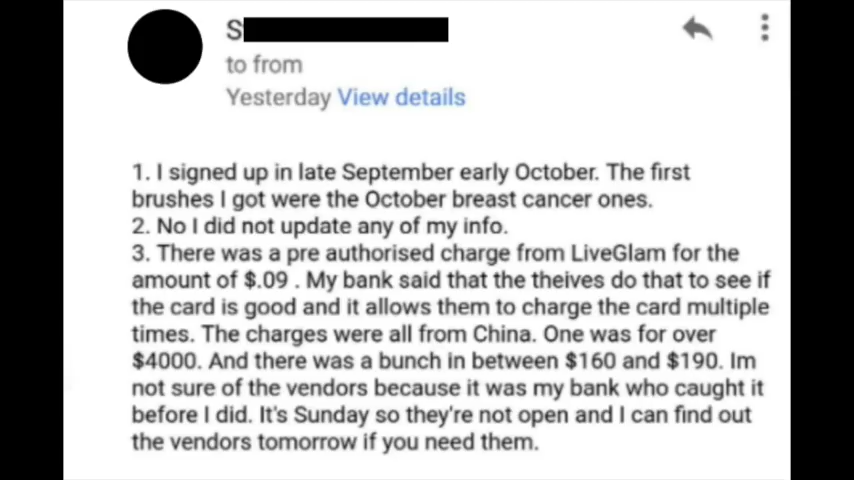 S
to from
Yesterday View details
1. I signed up in late September early October. The first
brushes I got were the October breast cancer ones.
2. No I did not update any of my info.
3. There was a pre authorised charge from LiveGlam for the
amount of $.09 . My bank said that the theives do that to see if
the card is good and it allows them to charge the card multiple
times. The charges were all from China. One was for over
$4000. And there was a bunch in between $160 and $190. Im
not sure of the vendors because it was my bank who caught it
before I did. It's Sunday so they're not open and I can find out
the vendors tomorrow if you need them.